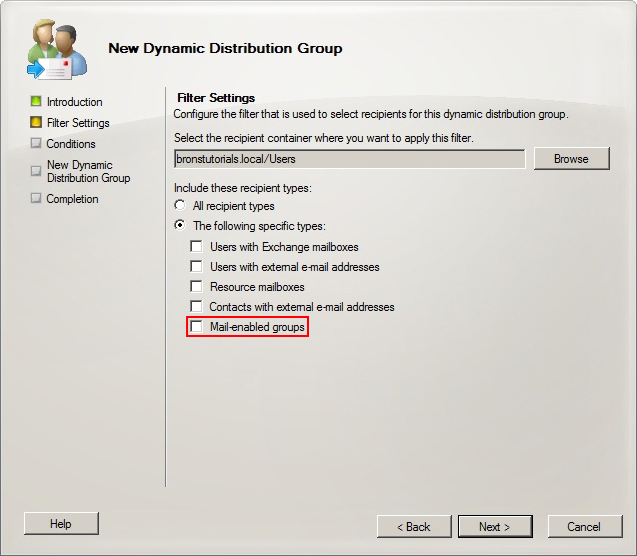 New Dynamic Distribution Group
Introduction
Filter Settings
Conditions
New Dynamic
Distribution Group
Completion
Filter Settings
Configure the filter that is used to select recipients for this dynamic distribution group.
Select the recipient container where you want to apply this filter.
bronstutorials.local/Users
Browse
Include these recipient types:
All recipient types
The following specific types:
Users with Exchange mailboxes
Users with external e-mail addresses
Resource mailboxes
Contacts with external e-mail addresses
Mail-enabled groups
Help
< Back
Next >
Cancel